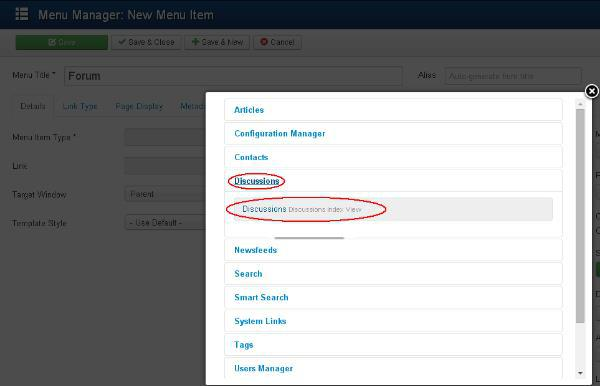 Menu Manager: New Menu Item
Save Save & Close Save & New Cancel
Menu Title * Forum Alias Auto-generate from title
Details Link Type Page Display Metada
Menu Item Type *
Link
Target Window Parent
Template Style - Use Default -
Articles
Configuration Manager
Contacts
Discussions
Discussions Discussions Index View
Newsfeeds
Search
Smart Search
System Links
Tags
Users Manager